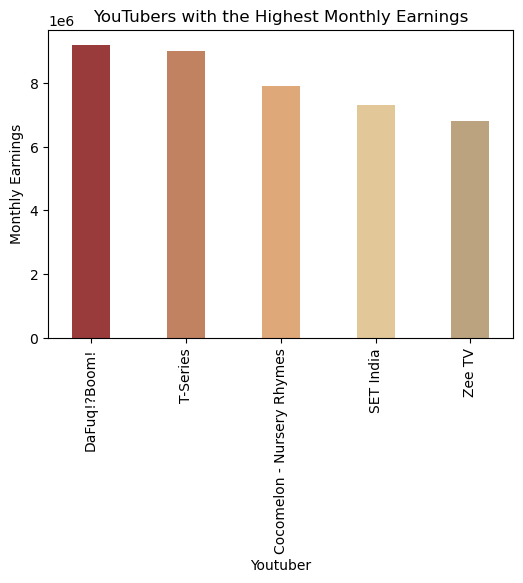 YouTubers with the Highest Monthly Earnings
1e6
8
6
4
2
0
Monthly Earnings
DaFuq!?Boom!
T-Series
Cocomelon - Nursery Rhymes
SET India
Zee TV
Youtuber